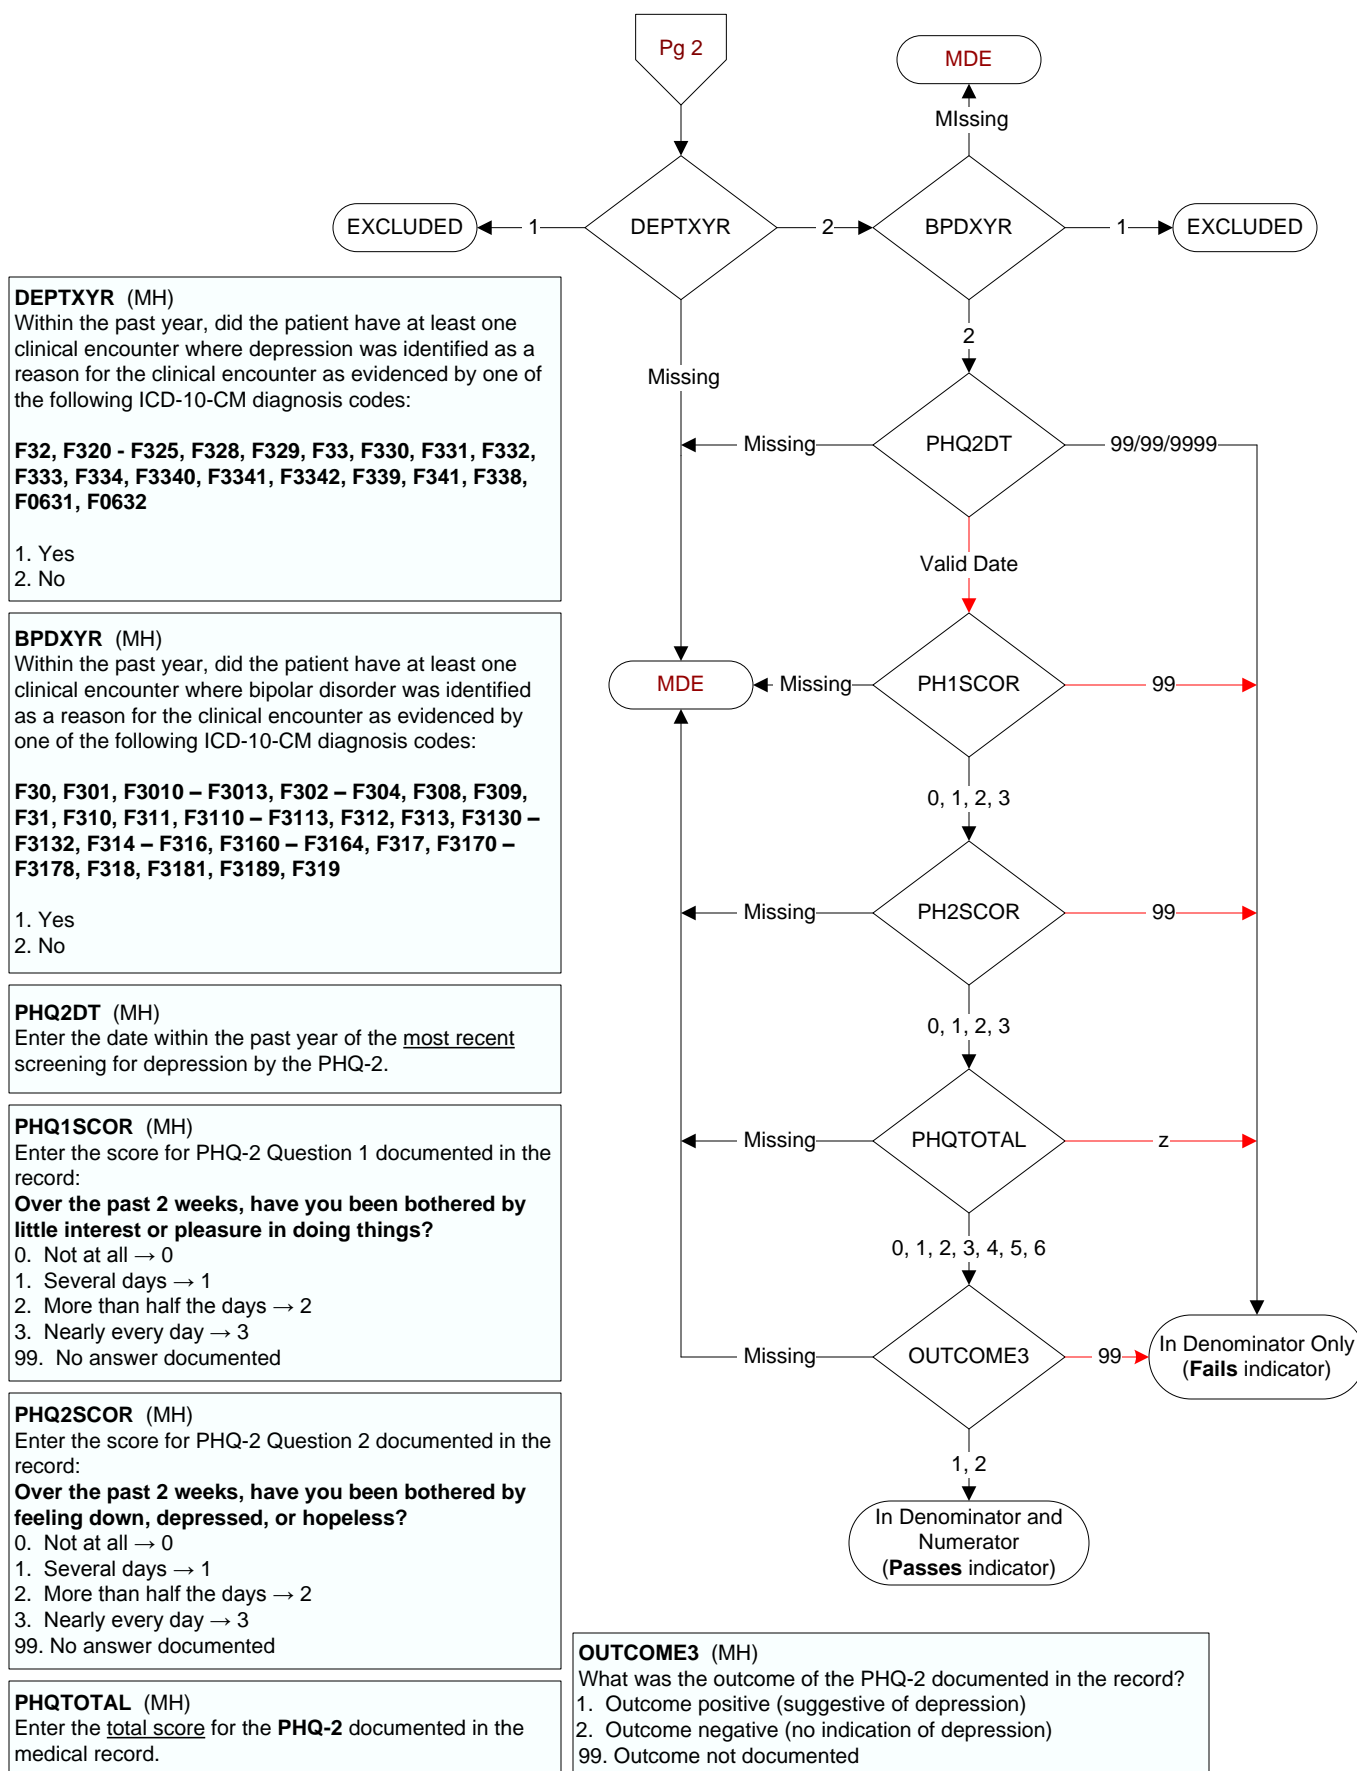 Pg 2
MDE
MIssing
EXCLUDED
1
DEPTXYR
2
BPDXYR
1
EXCLUDED
Missing
2
Missing
PHQ2DT
99/99/9999
Valid Date
MDE
Missing
PH1SCOR
99
0, 1, 2, 3
Missing
PH2SCOR
99
0, 1, 2, 3
Missing
PHQTOTAL
z
0, 1, 2, 3, 4, 5, 6
Missing
OUTCOME3
99
In Denominator Only
(Fails indicator)
1, 2
In Denominator and
Numerator
(Passes indicator)
DEPTXYR (MH)
Within the past year, did the patient have at least one
clinical encounter where depression was identified as a
reason for the clinical encounter as evidenced by one of
the following ICD-10-CM diagnosis codes:
F32, F320 - F325, F328, F329, F33, F330, F331, F332,
F333, F334, F3340, F3341, F3342, F339, F341, F338,
F0631, F0632
1. Yes
2. No
BPDXYR (MH)
Within the past year, did the patient have at least one
clinical encounter where bipolar disorder was identified
as a reason for the clinical encounter as evidenced by
one of the following ICD-10-CM diagnosis codes:
F30, F301, F3010 – F3013, F302 – F304, F308, F309,
F31, F310, F311, F3110 – F3113, F312, F313, F3130 –
F3132, F314 – F316, F3160 – F3164, F317, F3170 –
F3178, F318, F3181, F3189, F319
1. Yes
2. No
PHQ2DT (MH)
Enter the date within the past year of the most recent
screening for depression by the PHQ-2.
PHQ1SCOR (MH)
Enter the score for PHQ-2 Question 1 documented in the
record:
Over the past 2 weeks, have you been bothered by
little interest or pleasure in doing things?
0. Not at all → 0
1. Several days → 1
2. More than half the days → 2
3. Nearly every day → 3
99. No answer documented
PHQ2SCOR (MH)
Enter the score for PHQ-2 Question 2 documented in the
record:
Over the past 2 weeks, have you been bothered by
feeling down, depressed, or hopeless?
0. Not at all → 0
1. Several days → 1
2. More than half the days → 2
3. Nearly every day → 3
99. No answer documented
PHQTOTAL (MH)
Enter the total score for the PHQ-2 documented in the
medical record.
OUTCOME3 (MH)
What was the outcome of the PHQ-2 documented in the record?
1. Outcome positive (suggestive of depression)
2. Outcome negative (no indication of depression)
99. Outcome not documented